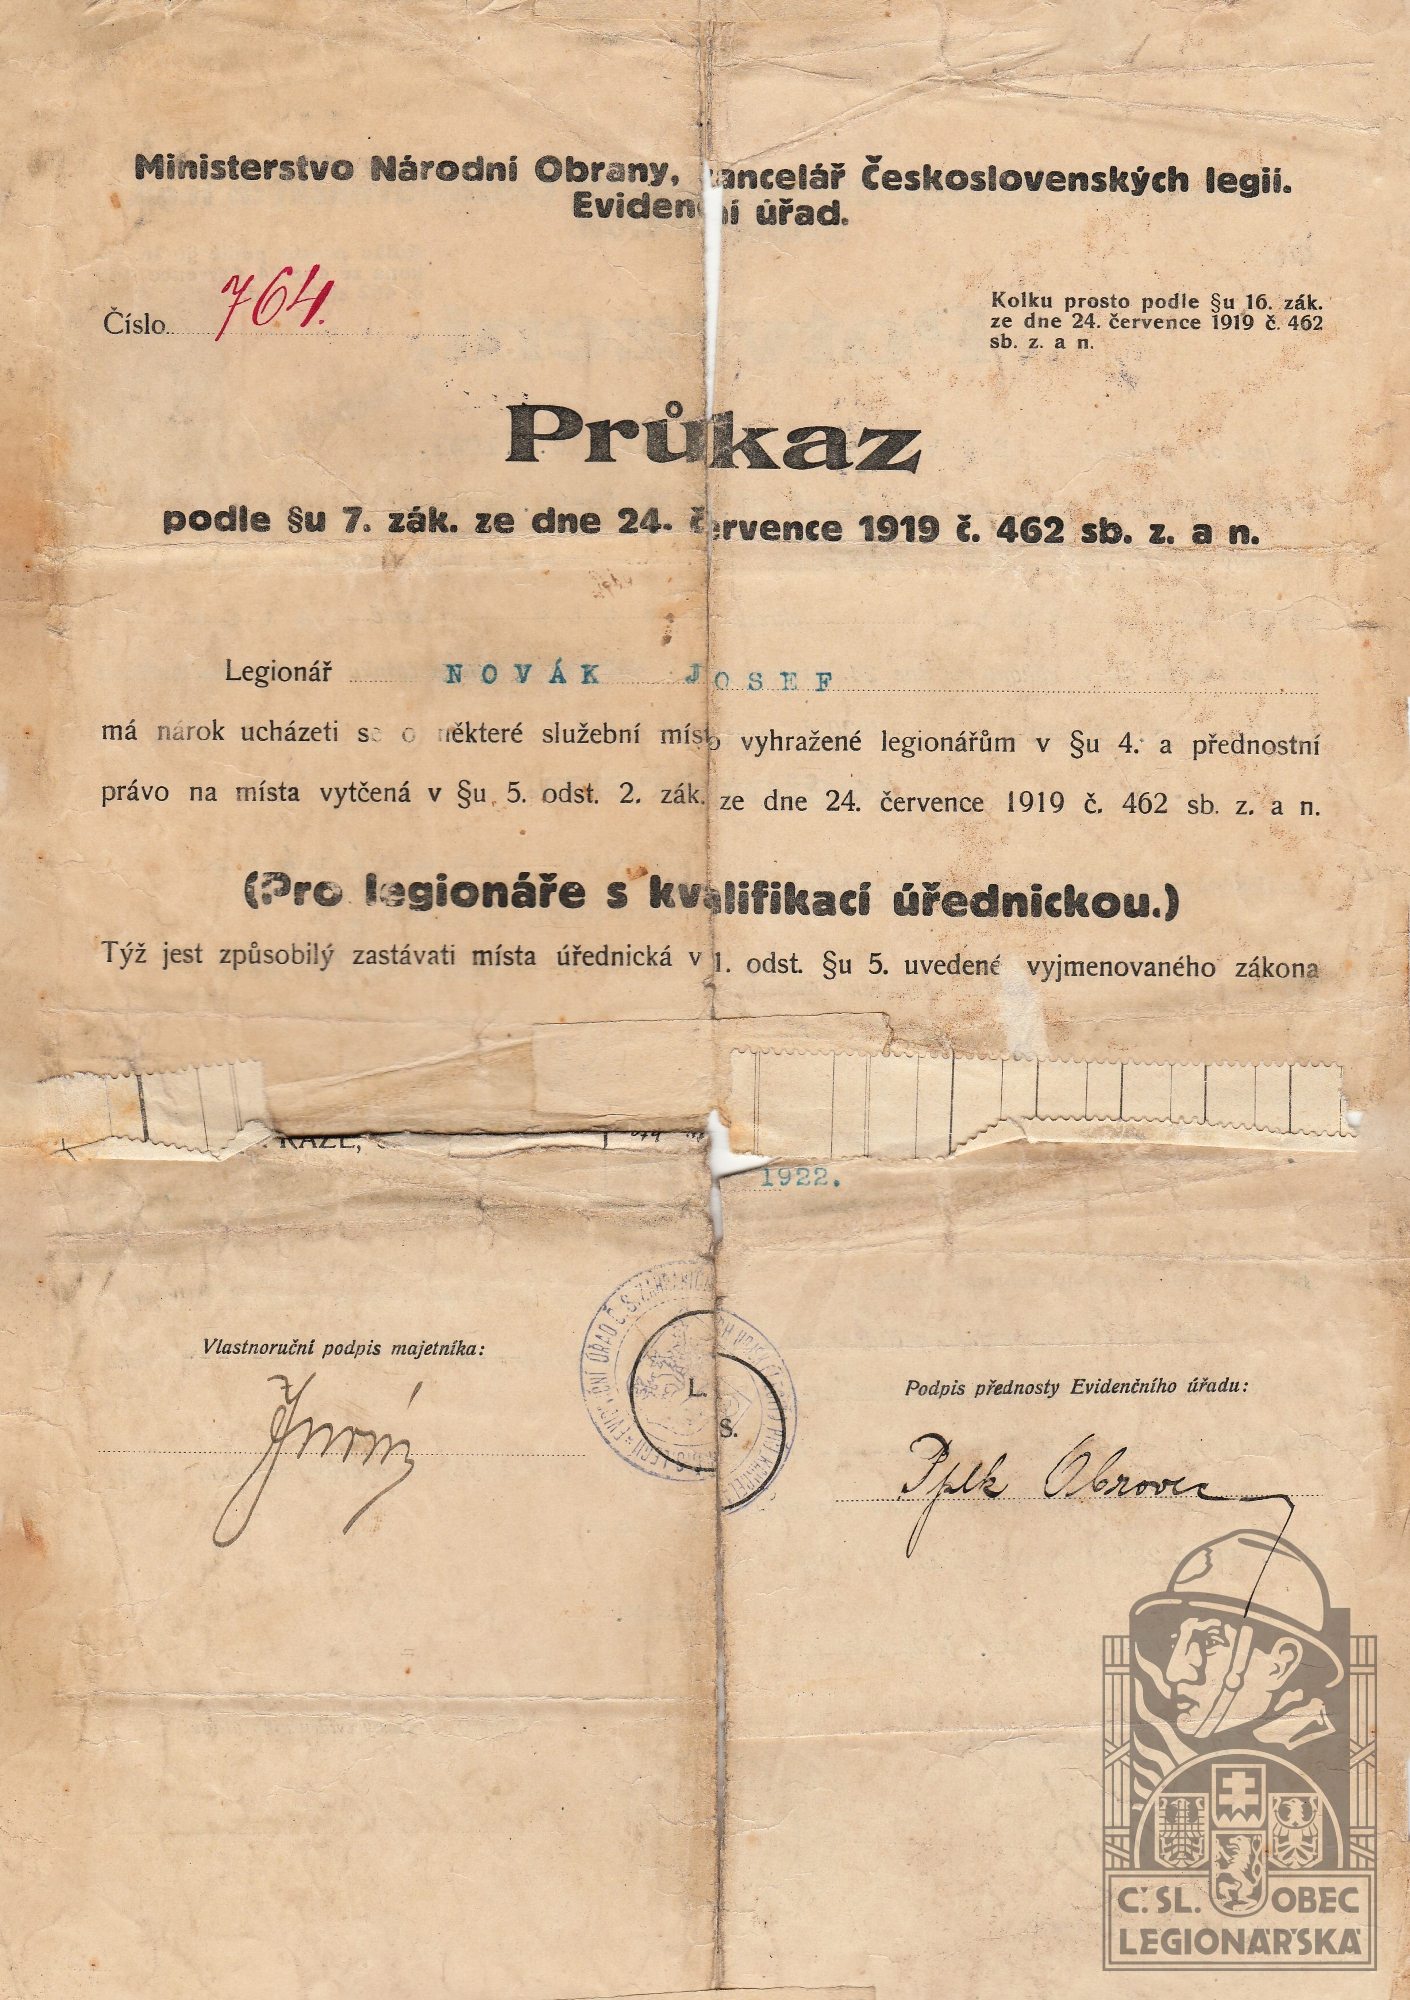 Ministerstvo Národní Obrany, kancelář Československých legií.
Evidenční úřad.
Číslo 764.
Kolku prosto podle §u 16. zák.
ze dne 24. července 1919 č. 462
sb. z. a n.
Průkaz
podle §u 7. zák. ze dne 24. července 1919 č. 462 sb. z. a n.
Legionář NOVÁK JOSEF
má nárok ucházeti se o některé služební místo vyhražené legionářům v §u 4. a přednostní
právo na místa vytčená v §u 5. odst. 2. zák. ze dne 24. července 1919 č. 462 sb. z. a n.
(Pro legionáře s kvalifikací úřednickou.)
Týž jest způsobilý zastávati místa úřednická v 1. odst. §u 5. uvedené vyjmenovaného zákona
RAZE,
1922.
Vlastnoruční podpis majetníka:
L.
S.
Podpis přednosty Evidenčního úřadu:
Pplk Obrovec
Č.SL. OBEC
LEGIONÁŘSKÁ